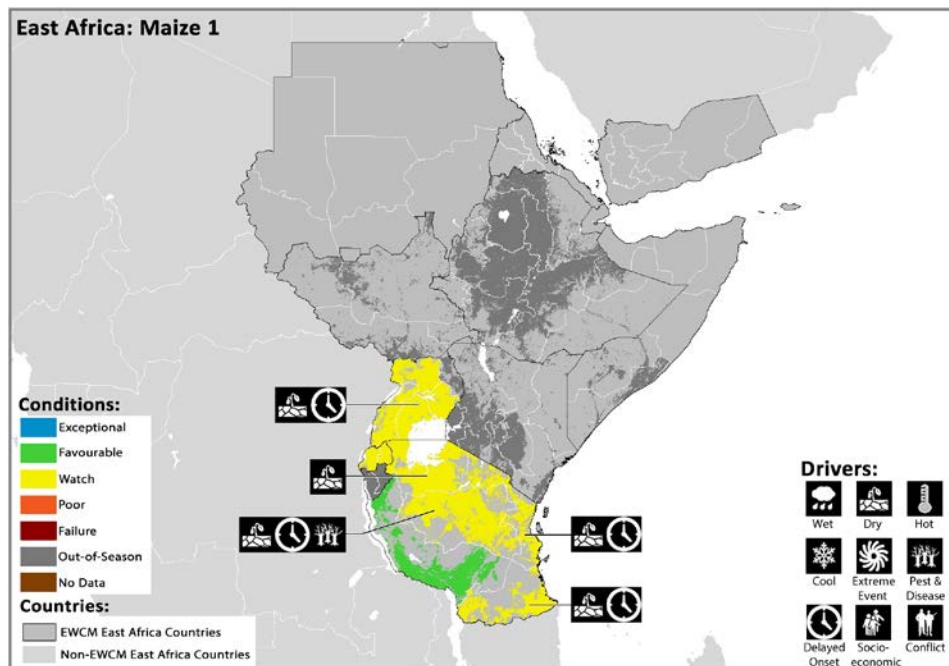 East Africa: Maize 1
Conditions:
Exceptional
Favourable
Watch
Poor
Failure
Out-of-Season
No Data
Countries:
EWCM East Africa Countries
Non-EWCM East Africa Countries
Drivers:
Wet
Dry
Hot
Cool
Extreme
Event
Pest &
Disease
Delayed
Onset
Socio-
economic
Conflict